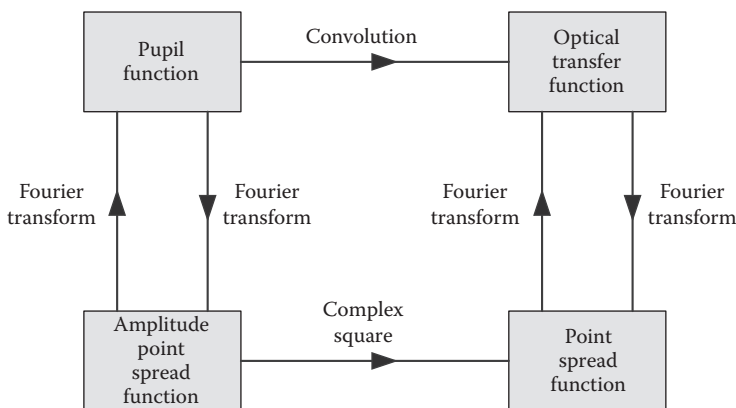 Pupil
function
Convolution
Optical
transfer
function
Fourier
transform
Fourier
transform
Fourier
transform
Fourier
transform
Amplitude
point
spread
function
Complex
square
Point
spread
function